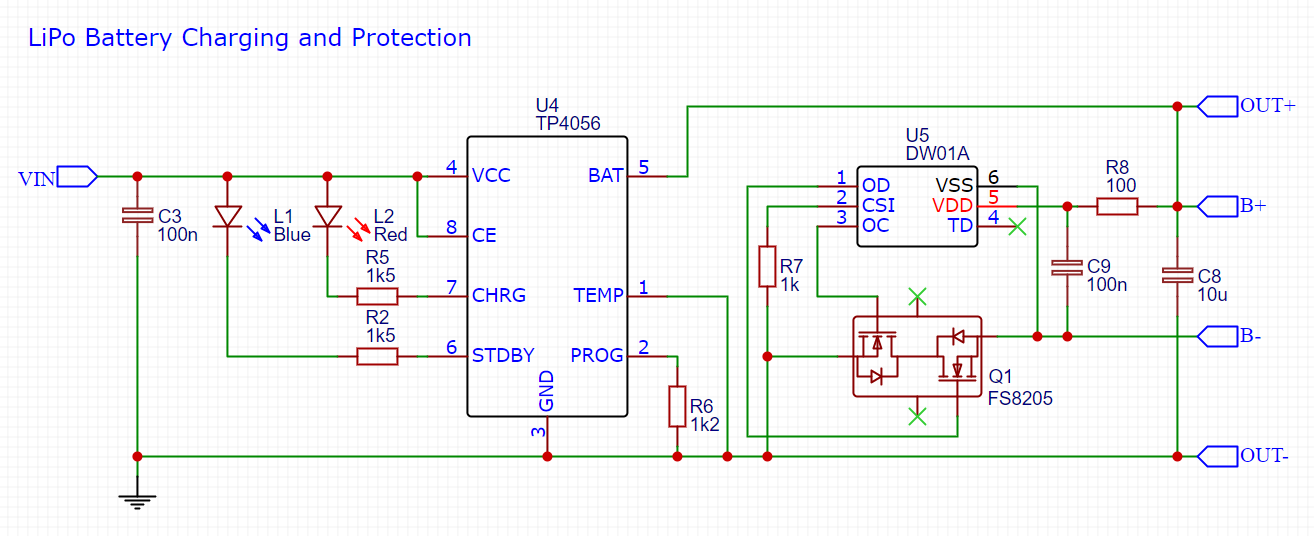 LiPo Battery Charging and Protection
U4
TP4056
OUT+
U5
DW01A
VIN
4 VCC
BAT 5
1 OD
VSS 6
R8
100
2 CSI
VDD 5
B+
3 OC
TD 4
C3
100n
L1
Blue
L2
Red
8 CE
R5
1k5
7 CHRG
TEMP 1
R7
1k
C9
100n
C8
10u
R2
1k5
6 STDBY
PROG 2
B-
GND
3
R6
1k2
Q1
FS8205
OUT-